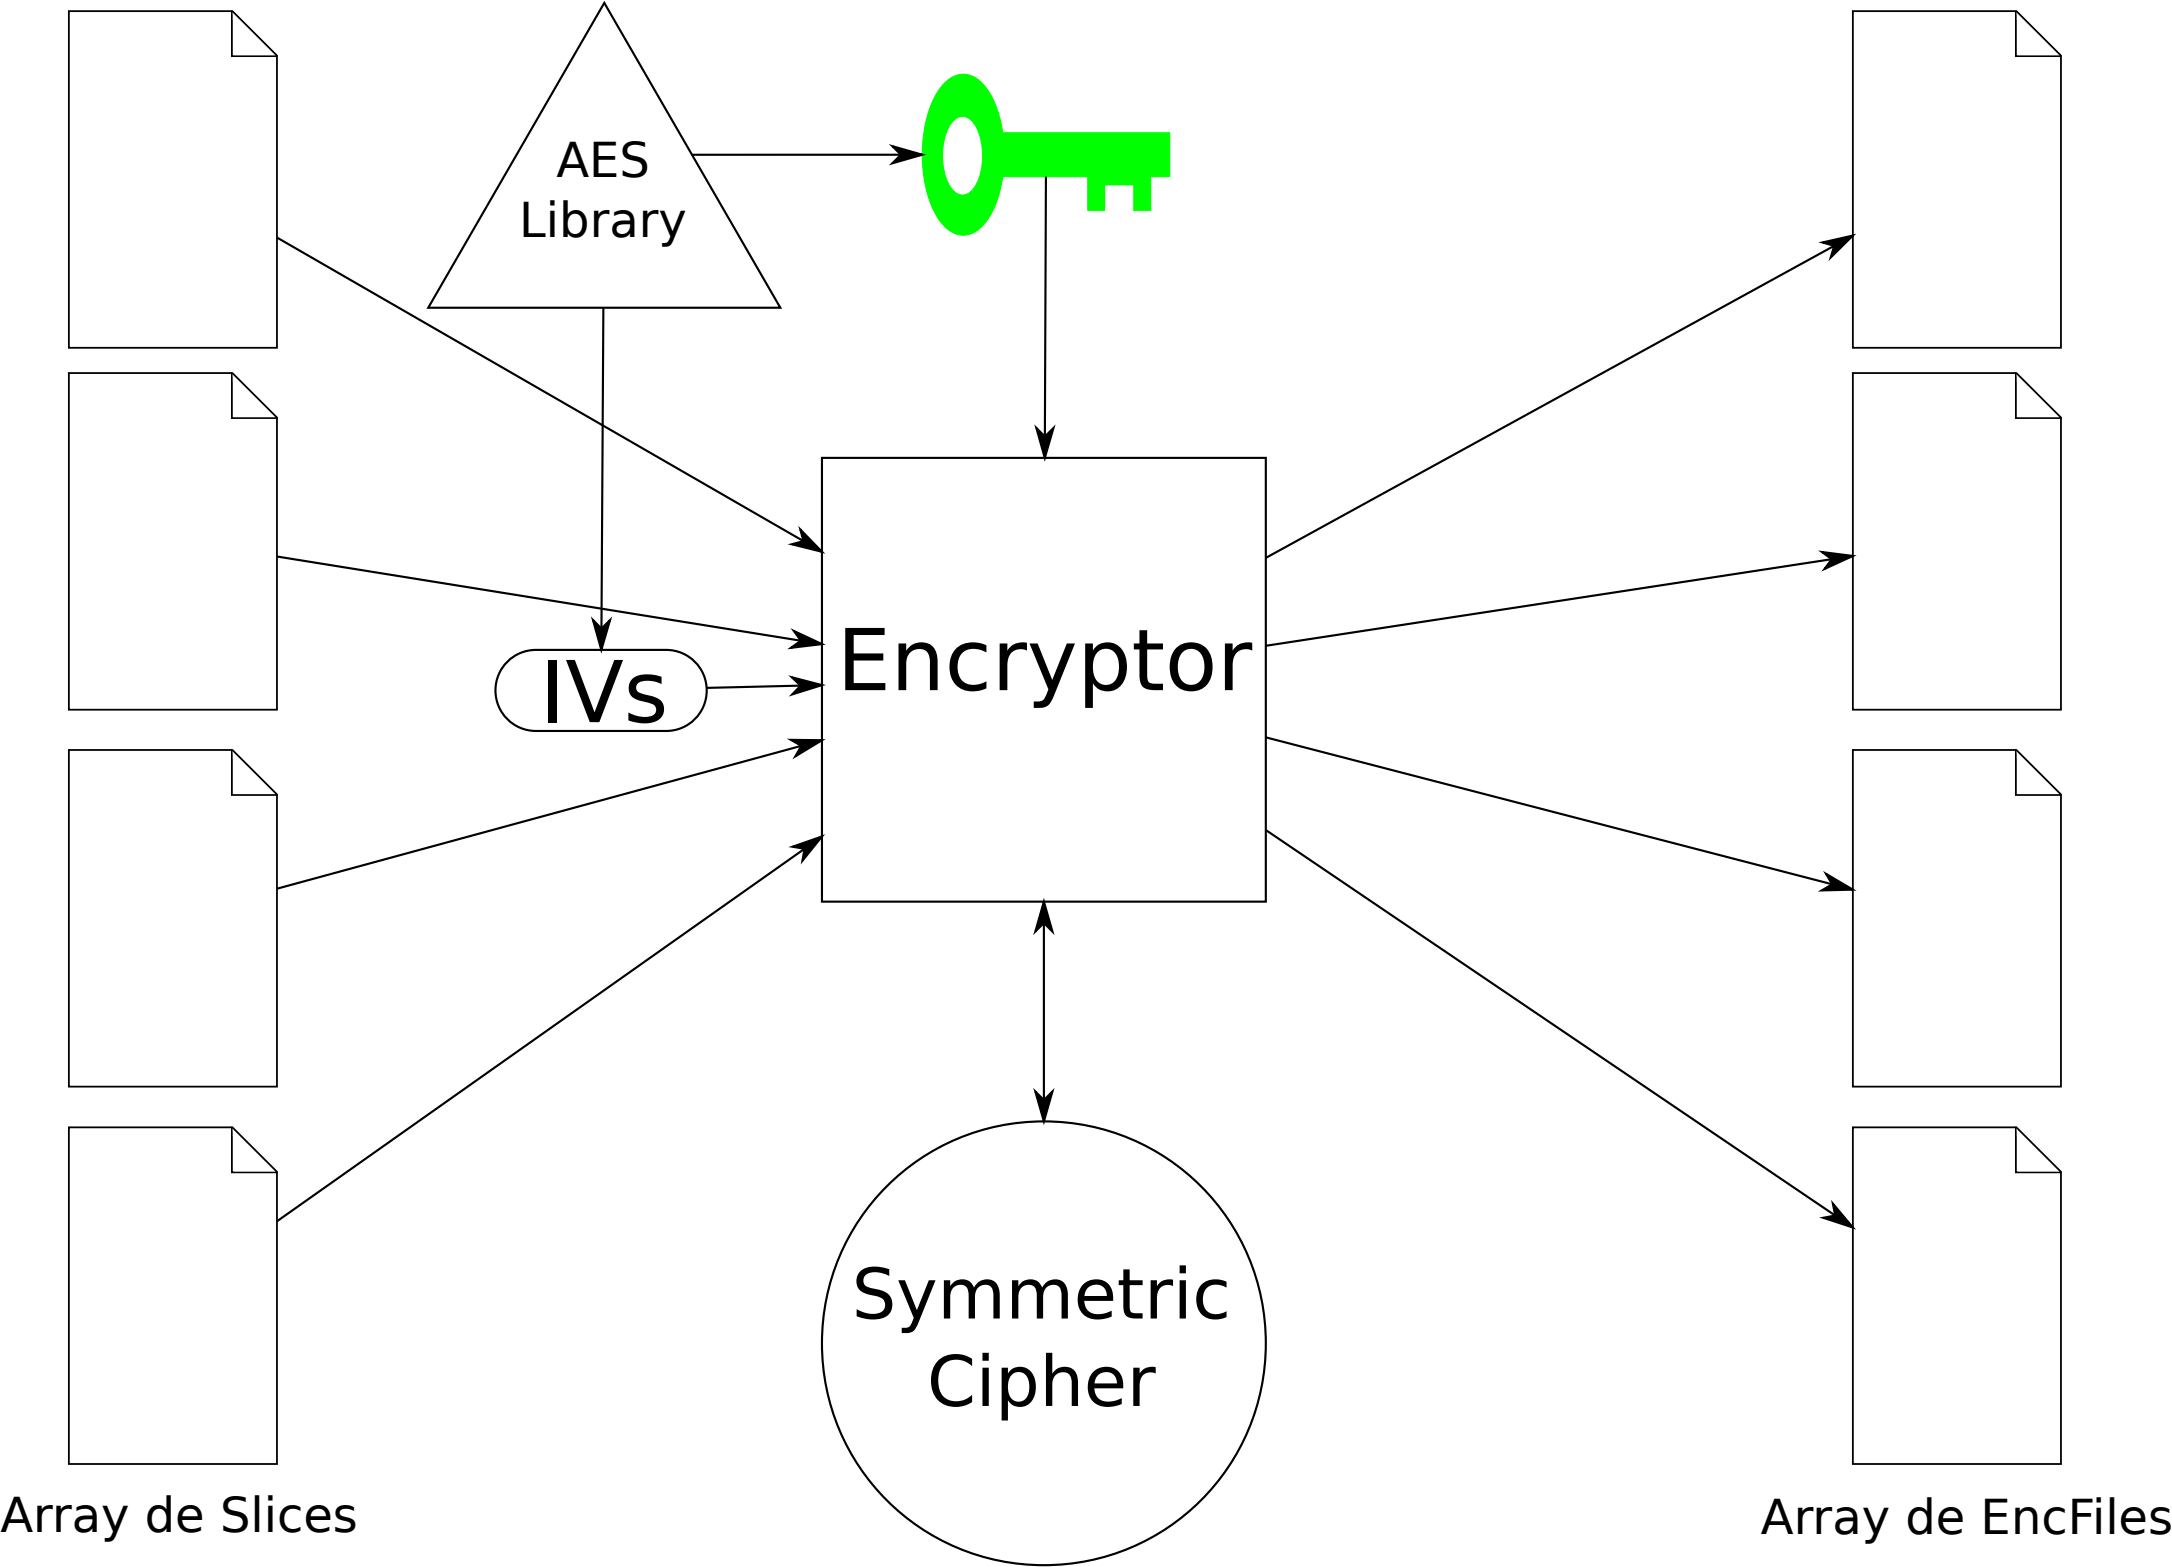 AES
Library
Encryptor
IVs
Symmetric
Cipher
Array de Slices
Array de EncFiles